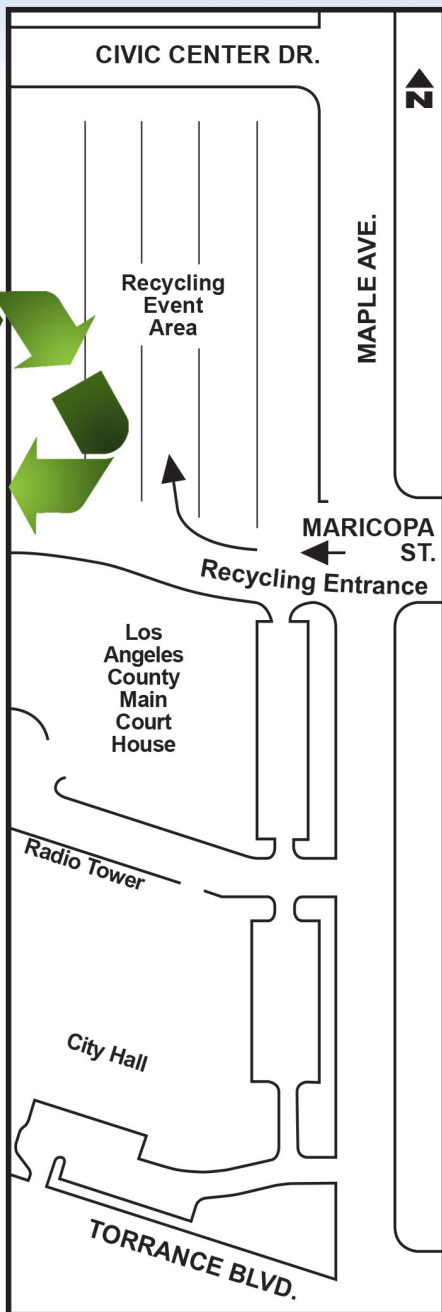 CIVIC CENTER DR.
N
MAPLE AVE.
Recycling
Event
Area
MARICOPA
ST.
Recycling Entrance
Los
Angeles
County
Main
Court
House
Radio Tower
City Hall
TORRANCE BLVD.